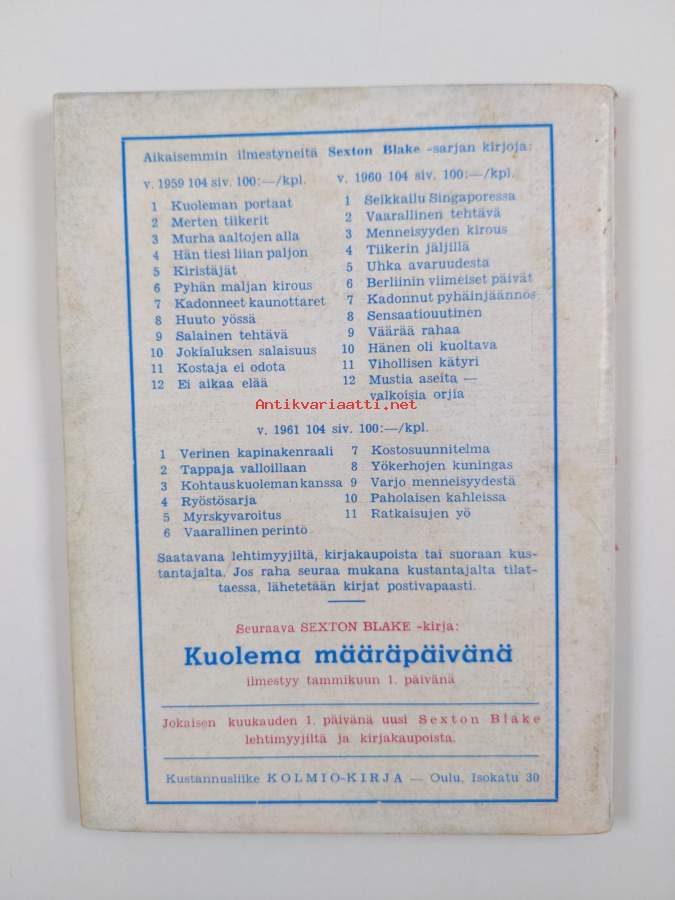 Aikaisemmin ilmestyneitä Sexton Blake -sarjan kirjoja:
v. 1959 104 siv. 100:—/kpl.
1 Kuoleman portaat
2 Merten tiikerit
3 Murha aaltojen alla
4 Hän tiesi liian paljon
5 Kiristäjät
6 Pyhän maljan kirous
7 Kadonneet kaunottaret
8 Huuto yössä
9 Salainen tehtävä
10 Jokialuksen salaisuus
11 Kostaja ei odota
12 Ei aikaa elää
v. 1960 104 siv. 100:—/kpl.
1 Seikkailu Singaporessa
2 Vaarallinen tehtävä
3 Menneisyyden kirous
4 Tiikerin jäljillä
5 Uhka avaruudesta
6 Berliinin viimeiset päivät
7 Kadonnut pyhäinjäännös
8 Sensaatiouutinen
9 Väärää rahaa
10 Hänen oli kuoltava
11 Vihollisen kätyri
12 Mustia aseita —
valkoisia orjia
Antikvariaatti.net
v. 1961 104 siv. 100:—/kpl.
1 Verinen kapinakenraali
2 Tappaja valloillaan
3 Kohtaus kuoleman kanssa
4 Ryöstösarja
5 Myrskyvaroitus
6 Vaarallinen perintö
7 Kostosuunnitelma
8 Yökerhojen kuningas
9 Varjo menneisyydestä
10 Paholaisen kahleissa
11 Ratkaisujen yö
Saatavana lehtimyyjiltä, kirjakaupoista tai suoraan kus-
tantajalta. Jos raha seuraa mukana kustantajalta tilat-
taessa, lähetetään kirjat postivapaasti.
Seuraava SEXTON BLAKE -kirja:
Kuolema määräpäivänä
ilmestyy tammikuun 1. päivänä
Jokaisen kuukauden 1. päivänä uusi Sexton Blake
lehtimyyjiltä ja kirjakaupoista.
Kustannusliike KOLMIO-KIRJA — Oulu, Isokatu 30